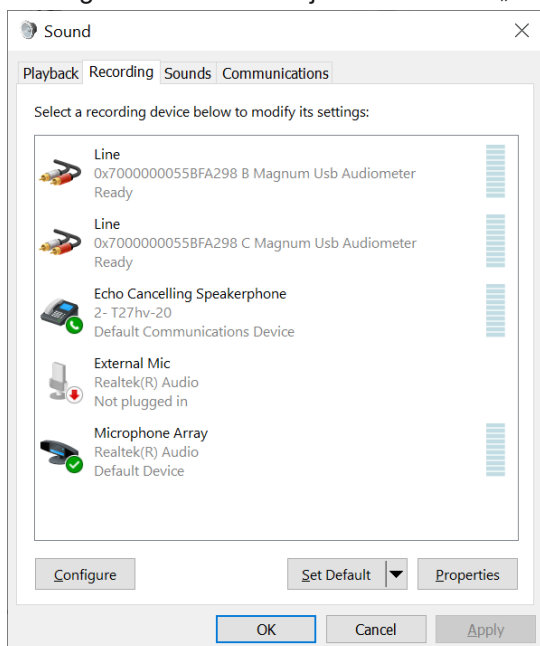 Sound
Playback Recording Sounds Communications
Select a recording device below to modify its settings:
Line
0x7000000055BFA298 B Magnum Usb Audiometer
Ready
Line
0x7000000055BFA298 C Magnum Usb Audiometer
Ready
Echo Cancelling Speakerphone
2- T27hv-20
Default Communications Device
External Mic
Realtek(R) Audio
Not plugged in
Microphone Array
Realtek(R) Audio
Default Device
Configure Set Default Properties
OK Cancel Apply